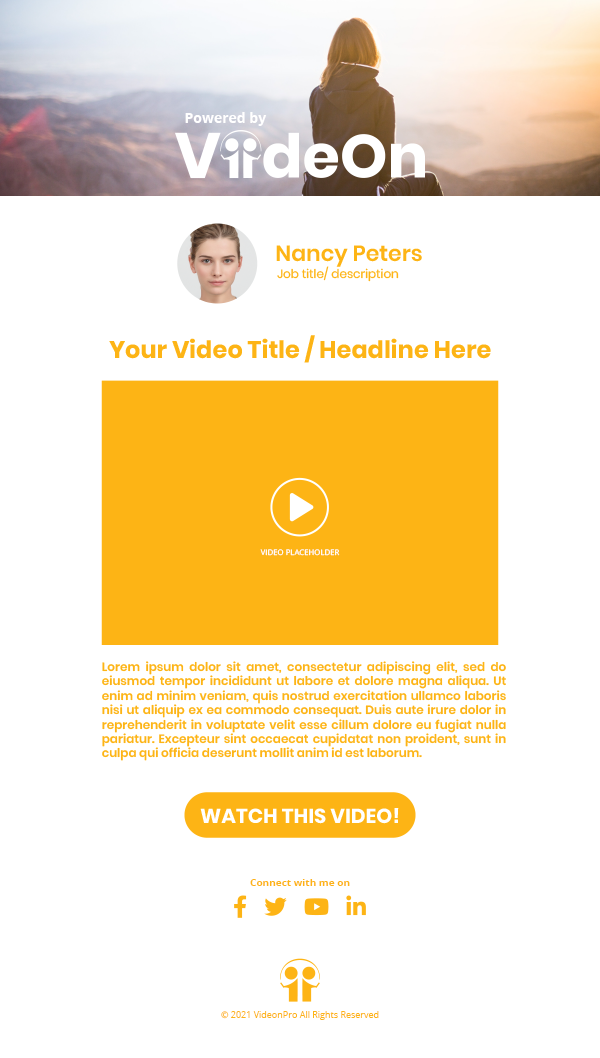 Powered by
ViideOn
Nancy Peters
Job title/ description
Your Video Title / Headline Here
VIDEO PLACEHOLDER
Lorem ipsum dolor sit amet, consectetur adipiscing elit, sed do
eiusmod tempor incididunt ut labore et dolore magna aliqua. Ut
enim ad minim veniam, quis nostrud exercitation ullamco laboris
nisi ut aliquip ex ea commodo consequat. Duis aute irure dolor in
reprehenderit in voluptate velit esse cillum dolore eu fugiat nulla
pariatur. Excepteur sint occaecat cupidatat non proident, sunt in
culpa qui officia deserunt mollit anim id est laborum.
WATCH THIS VIDEO!
Connect with me on
© 2021 VideonPro All Rights Reserved